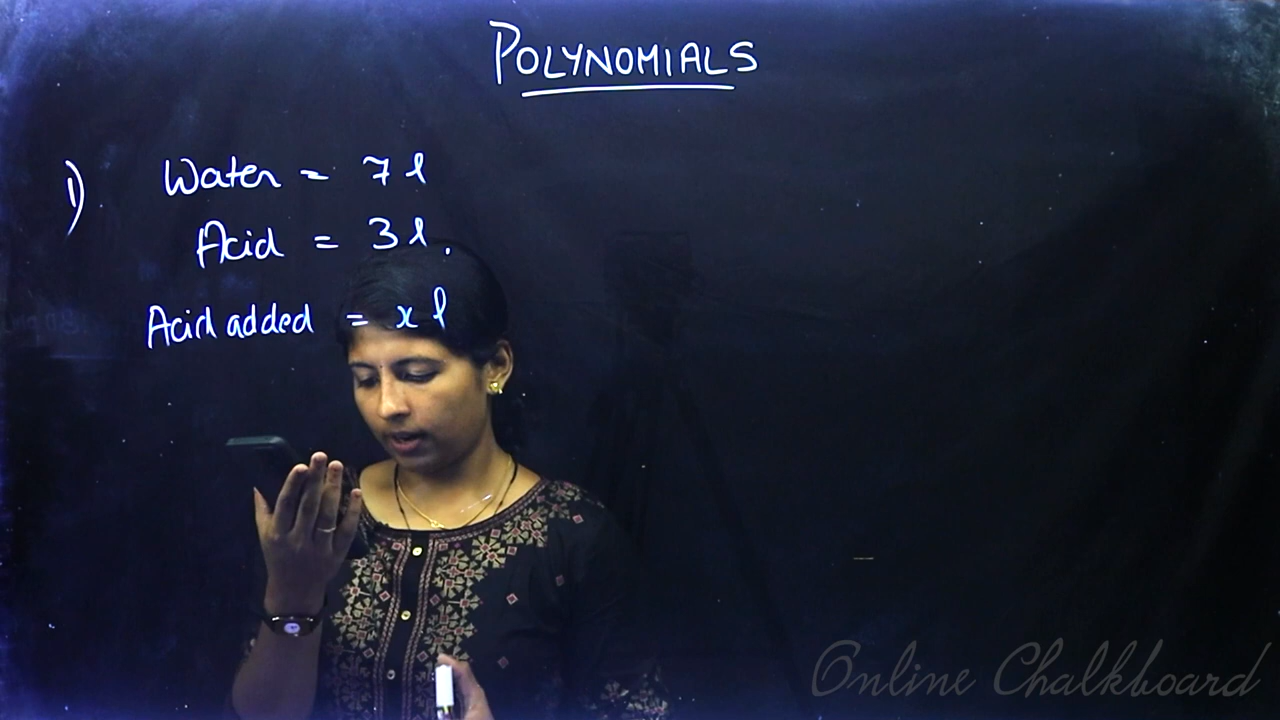 POLYNOMIALS
1) Water = 7 l
Acid = 3 l.
Acid added = x l
Online Chalkboard